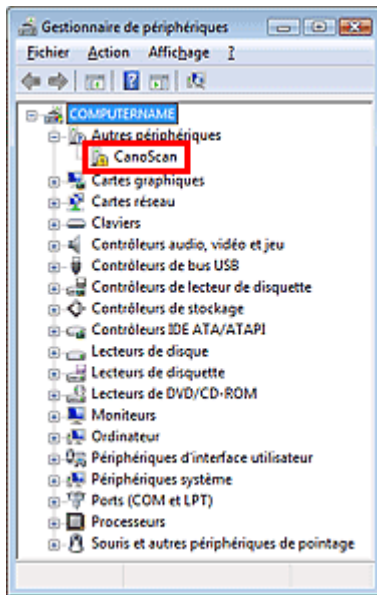 Gestionnaire de périphériques
Fichier Action Affichage ?
COMPUTERNAME
Autres périphériques
CanoScan
Cartes graphiques
Cartes réseau
Claviers
Contrôleurs audio, vidéo et jeu
Contrôleurs de bus USB
Contrôleurs de lecteur de disquette
Contrôleurs de stockage
Contrôleurs IDE ATA/ATAPI
Lecteurs de disque
Lecteurs de disquette
Lecteurs de DVD/CD-ROM
Moniteurs
Ordinateur
Périphériques d'interface utilisateur
Périphériques système
Ports (COM et LPT)
Processeurs
Souris et autres périphériques de pointage